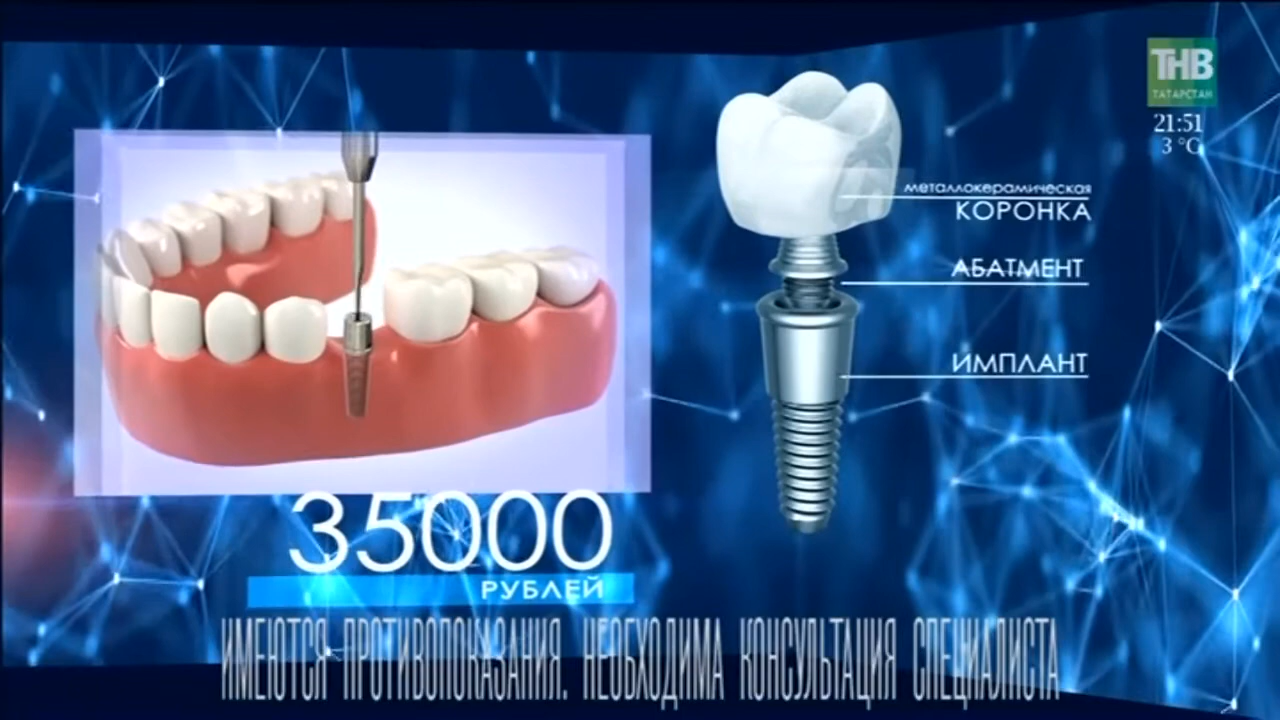 ТНВ
ТАТАРСТАН
21:51
3 °C
металлокерамическая
КОРОНКА
АБАТМЕНТ
ИМПЛАНТ
35000
РУБЛЕЙ
ИМЕЮТСЯ ПРОТИВОПОКАЗАНИЯ. НЕОБХОДИМА КОНСУЛЬТАЦИЯ СПЕЦИАЛИСТА